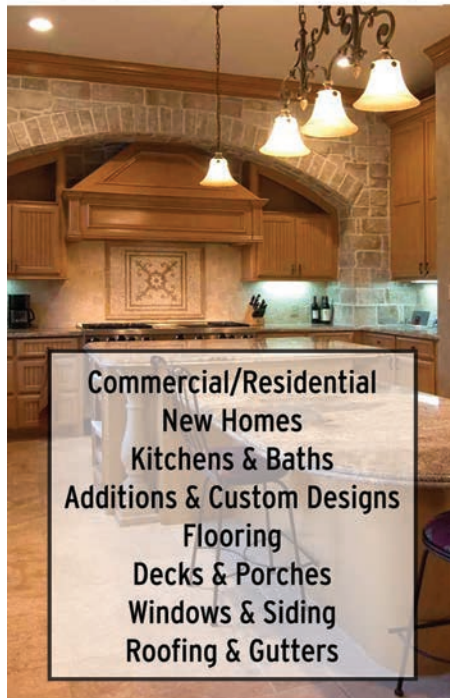 Commercial/Residential
New Homes
Kitchens & Baths
Additions & Custom Designs
Flooring
Decks & Porches
Windows & Siding
Roofing & Gutters